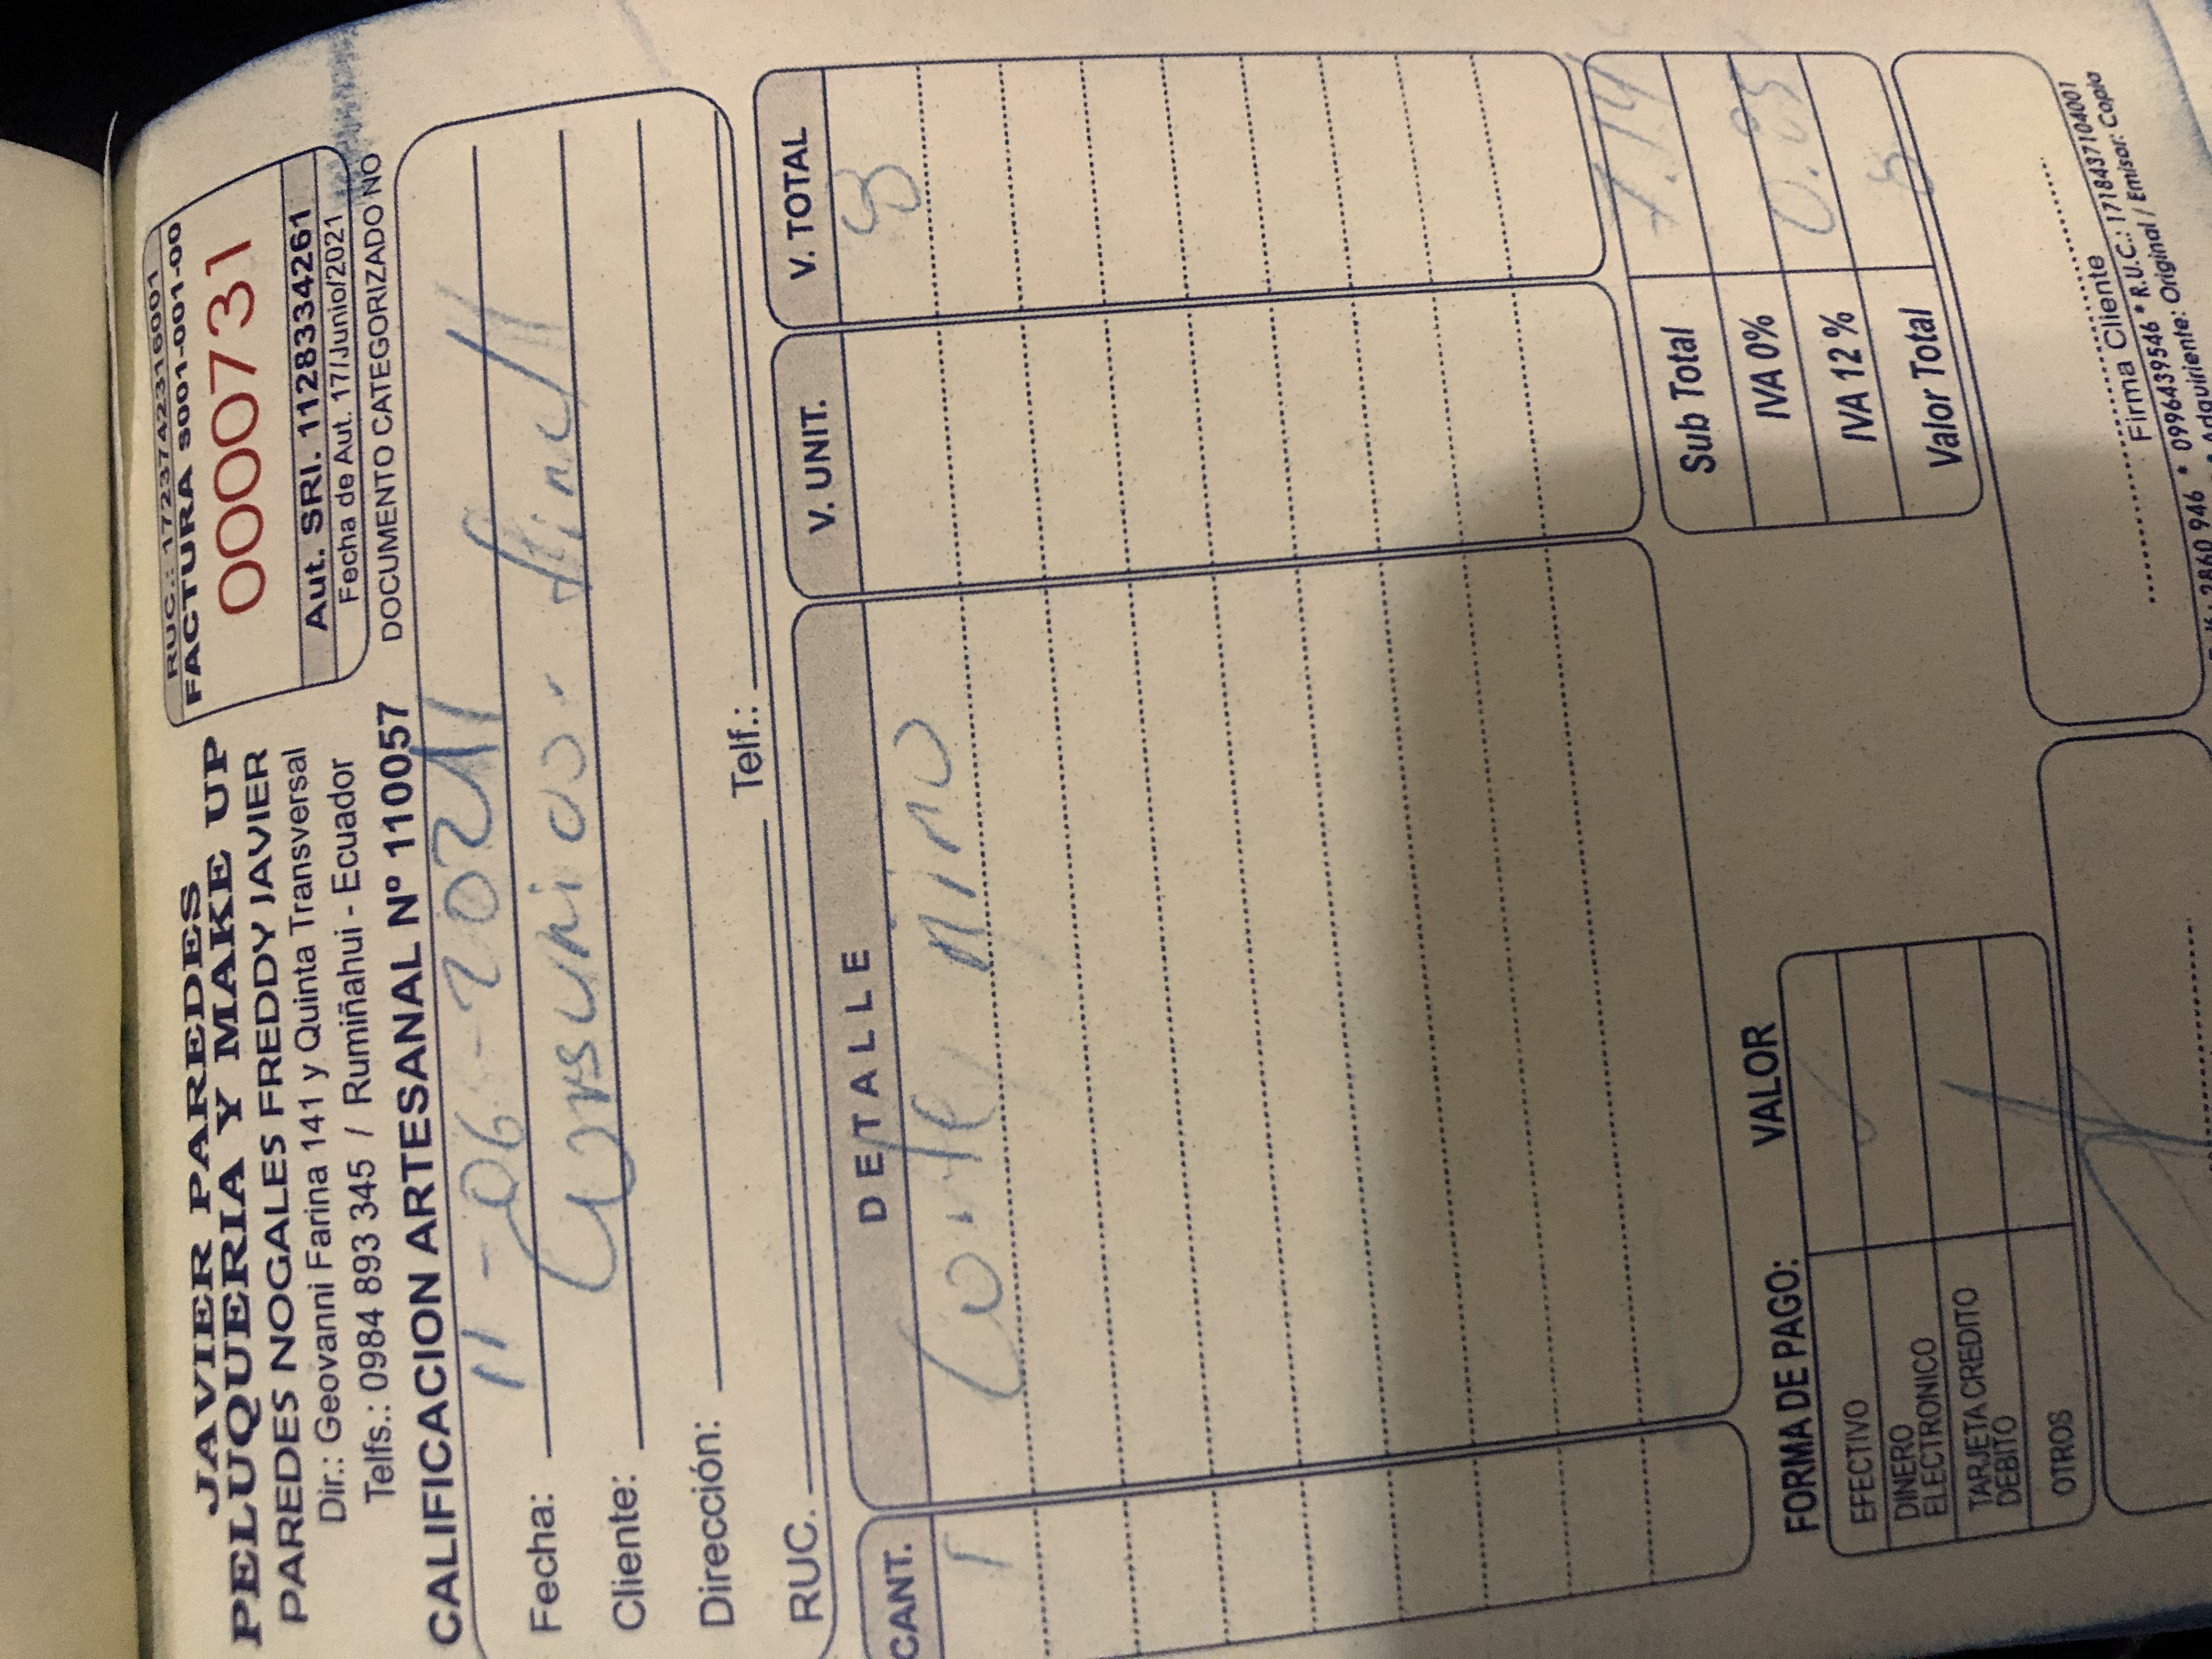 JAVIER PAREDES
PELUQUERIA Y MAKE UP
PAREDES NOGALES FREDDY JAVIER
Dir.: Geovanni Farina 141 y Quinta Transversal
Telfs.: 0984 893 345 / Rumiñahui - Ecuador
CALIFICACION ARTESANAL Nº 110057
RUC.: 1723742316001
FACTURA S001-001-00
0000731
Aut. SRI. 1128334261
Fecha de Aut. 17/Junio/2021
DOCUMENTO CATEGORIZADO NO
Fecha: 11-06-2021
Cliente:
Dirección:
RUC. Telf.:
CANT. DETALLE V. UNIT. V. TOTAL
1 Corte niño 8
Sub Total 7.14
IVA 0%
IVA 12% 0.85
Valor Total 8
FORMA DE PAGO: VALOR
EFECTIVO
DINERO ELECTRONICO
TARJETA CREDITO DEBITO
OTROS
Firma Cliente
2860 946 * 0996439546 * R.U.C.: 1718437104001
* Adquiriente: Original / Emisor: Copia